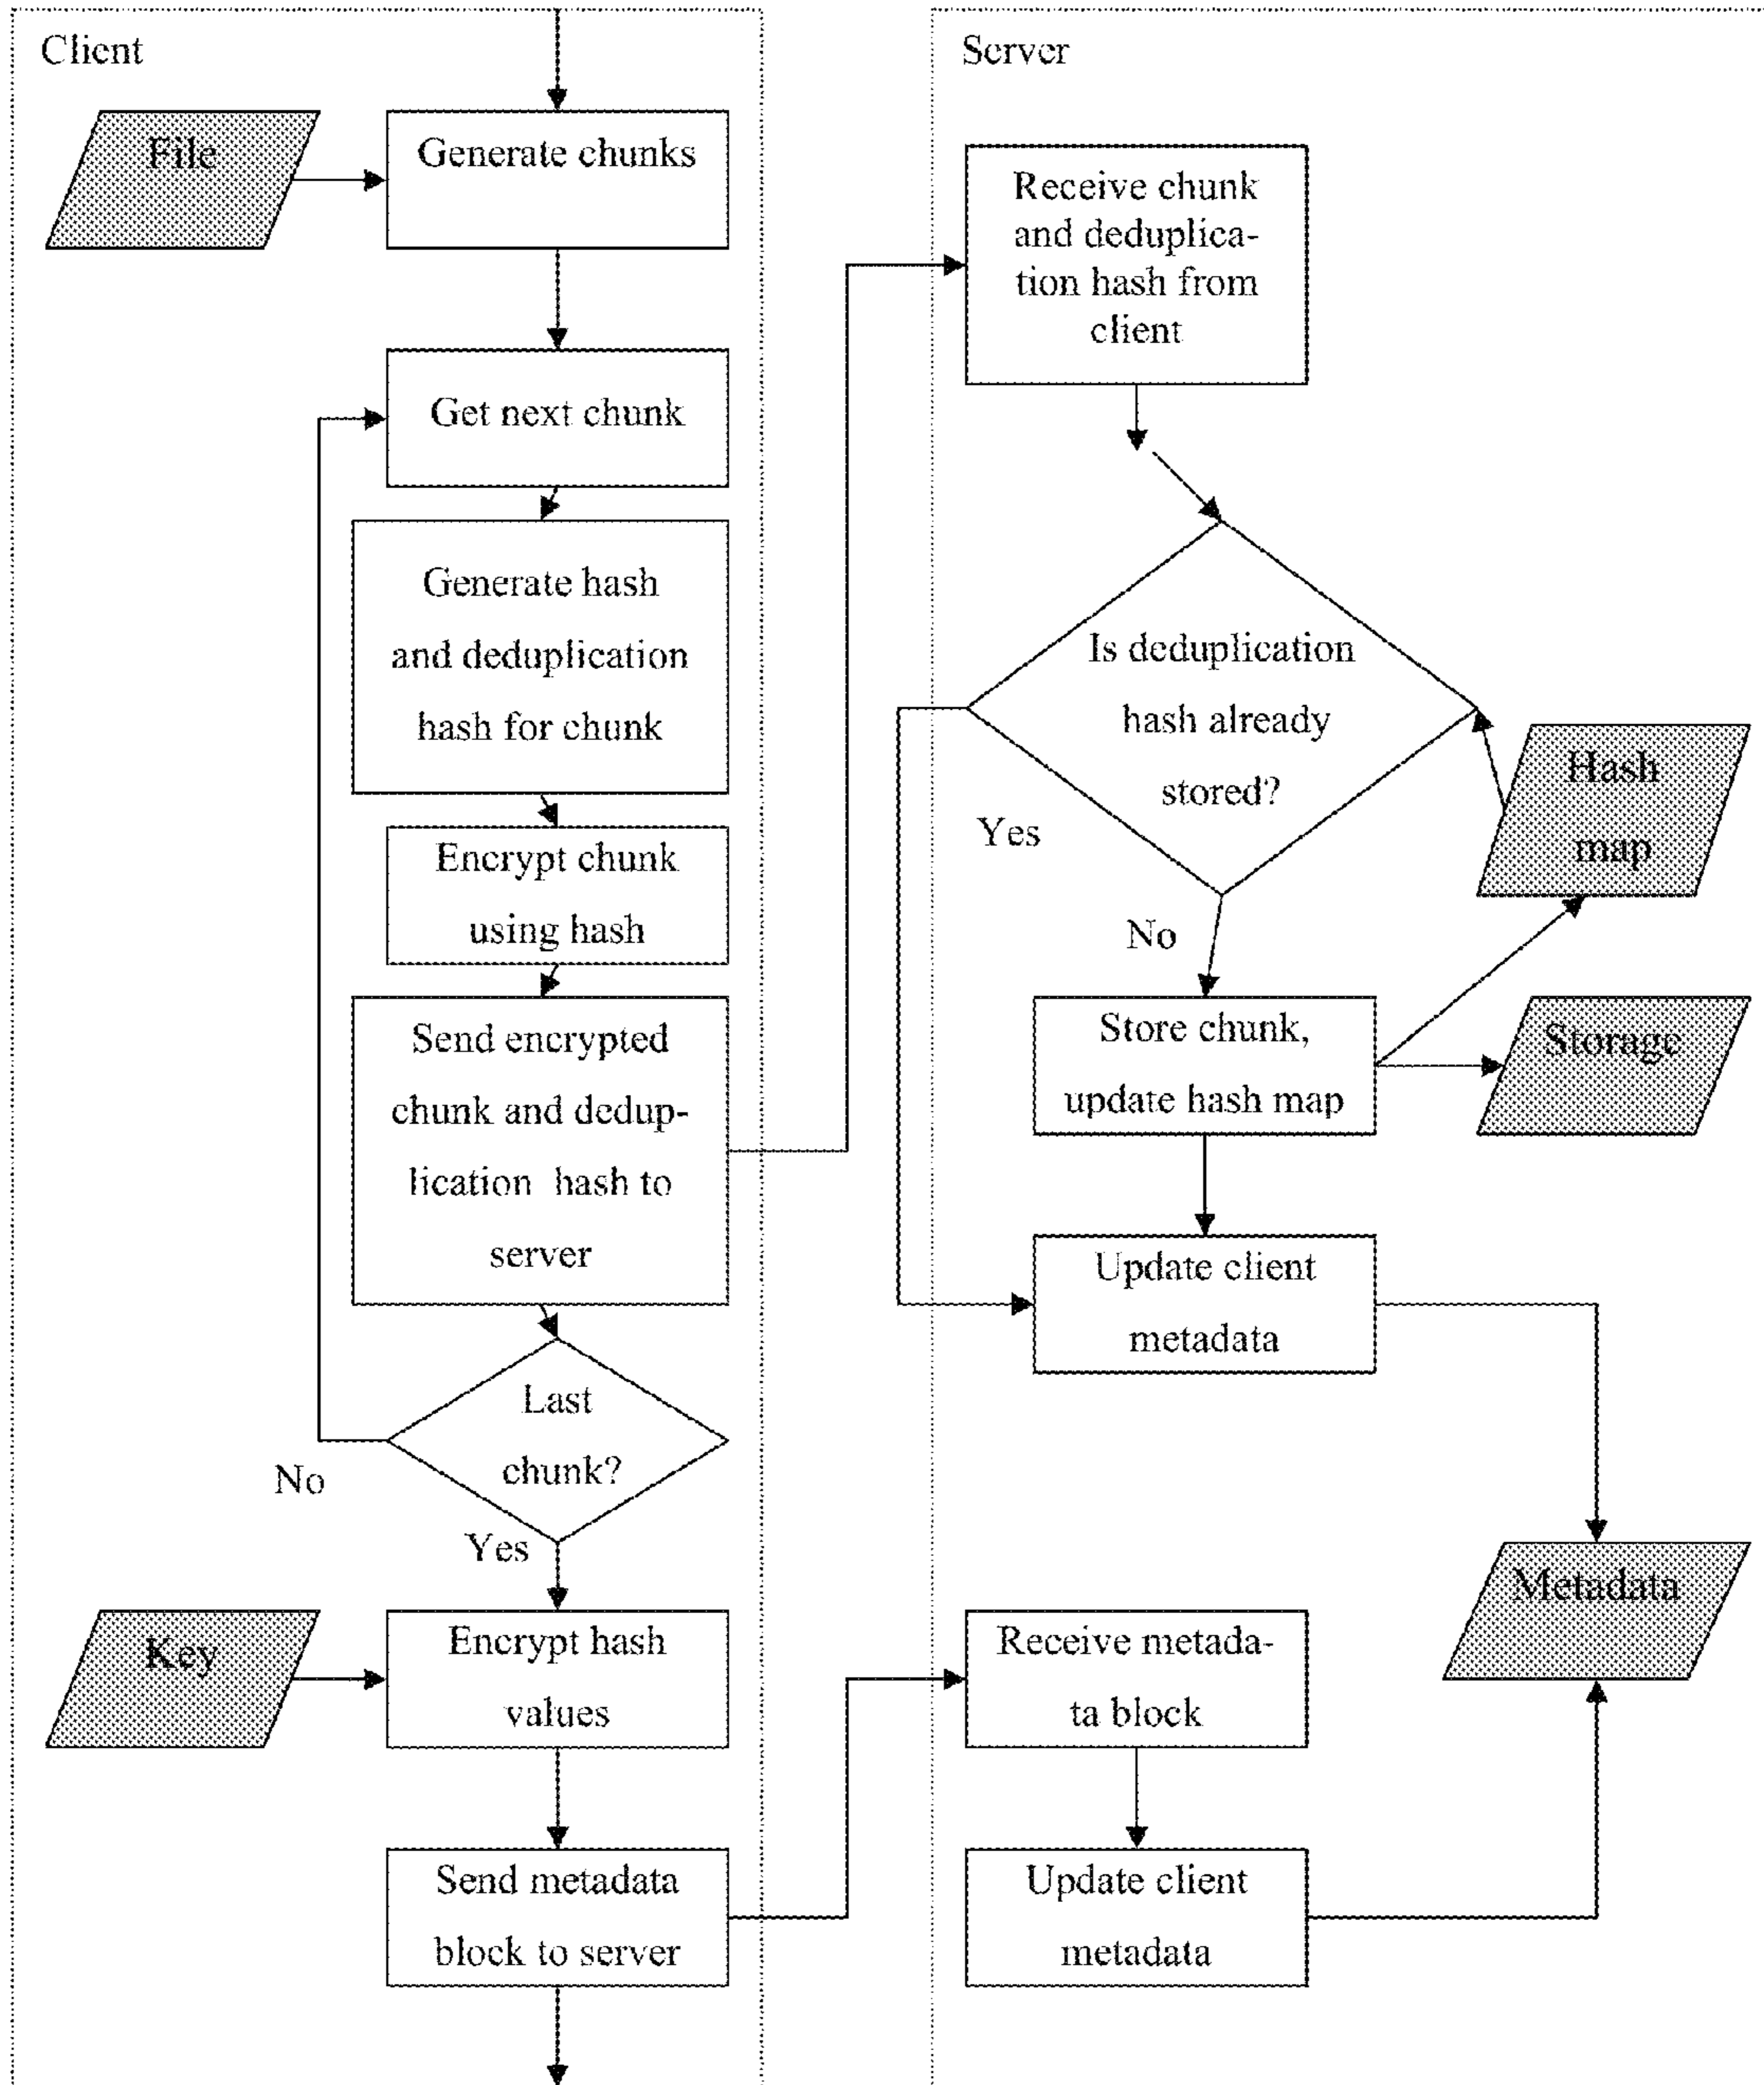 Client
File
Generate chunks
Get next chunk
Generate hash
and deduplication
hash for chunk
Encrypt chunk
using hash
Send encrypted
chunk and dedup-
lication hash to
server
Last
chunk?
No
Yes
Key
Encrypt hash
values
Send metadata
block to server
Server
Receive chunk
and deduplica-
tion hash from
client
Is deduplication
hash already
stored?
Yes
No
Hash
map
Store chunk,
update hash map
Storage
Update client
metadata
Metadata
Receive metada-
ta block
Update client
metadata